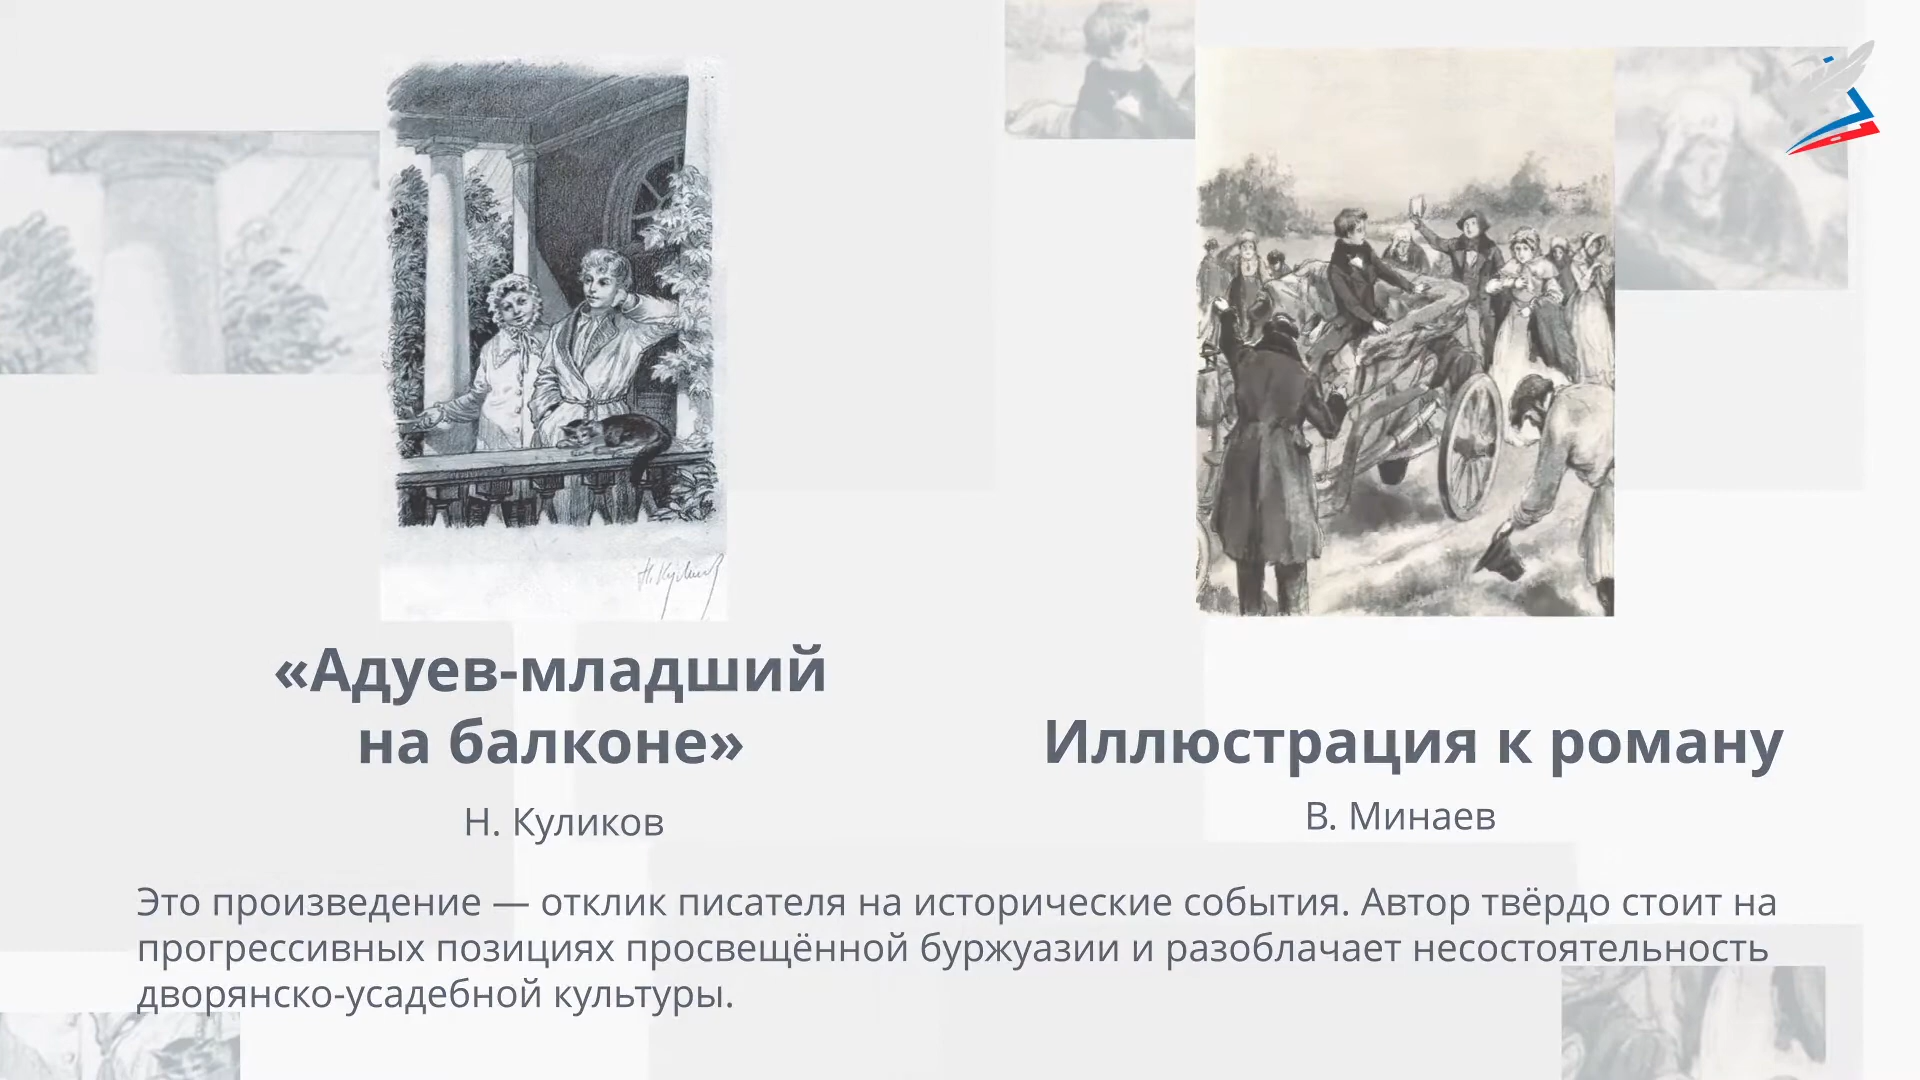 «Адуев-младший
на балконе»
Н. Куликов
Иллюстрация к роману
В. Минаев
Это произведение — отклик писателя на исторические события. Автор твёрдо стоит на
прогрессивных позициях просвещённой буржуазии и разоблачает несостоятельность
дворянско-усадебной культуры.